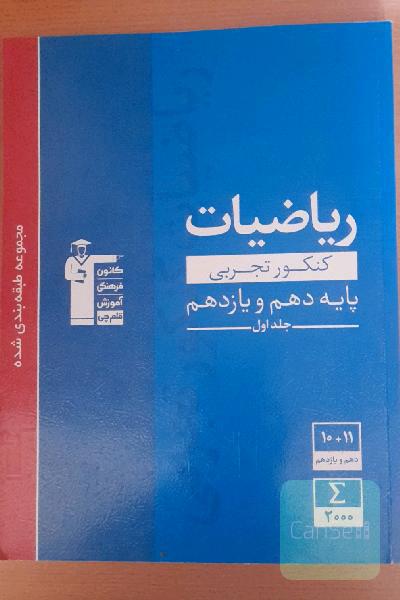 ریاضیات
کنکور تجربی
پایه دهم و یازدهم
جلد اول
کانون
فرهنگی
آموزش
قلم‌چی
مجموعه طبقه‌بندی شده
۱۰+۱۱
دهم و یازدهم
Σ
۲۰۰۰